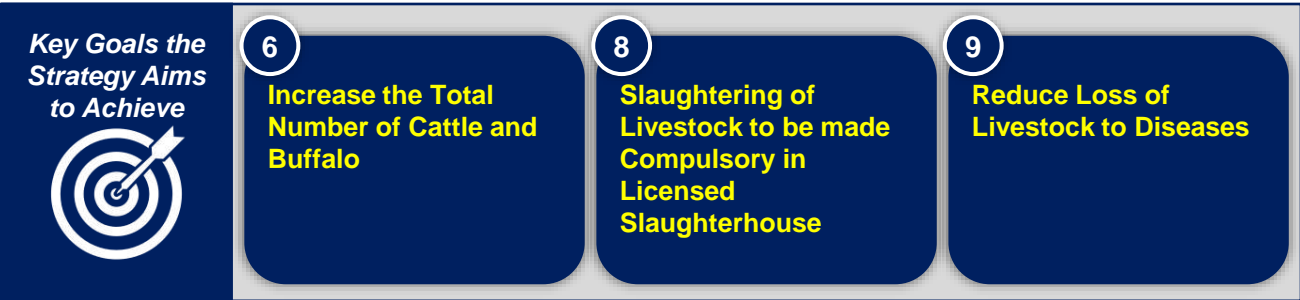 Key Goals the
Strategy Aims
to Achieve
6
Increase the Total
Number of Cattle and
Buffalo
8
Slaughtering of
Livestock to be made
Compulsory in
Licensed
Slaughterhouse
9
Reduce Loss of
Livestock to Diseases